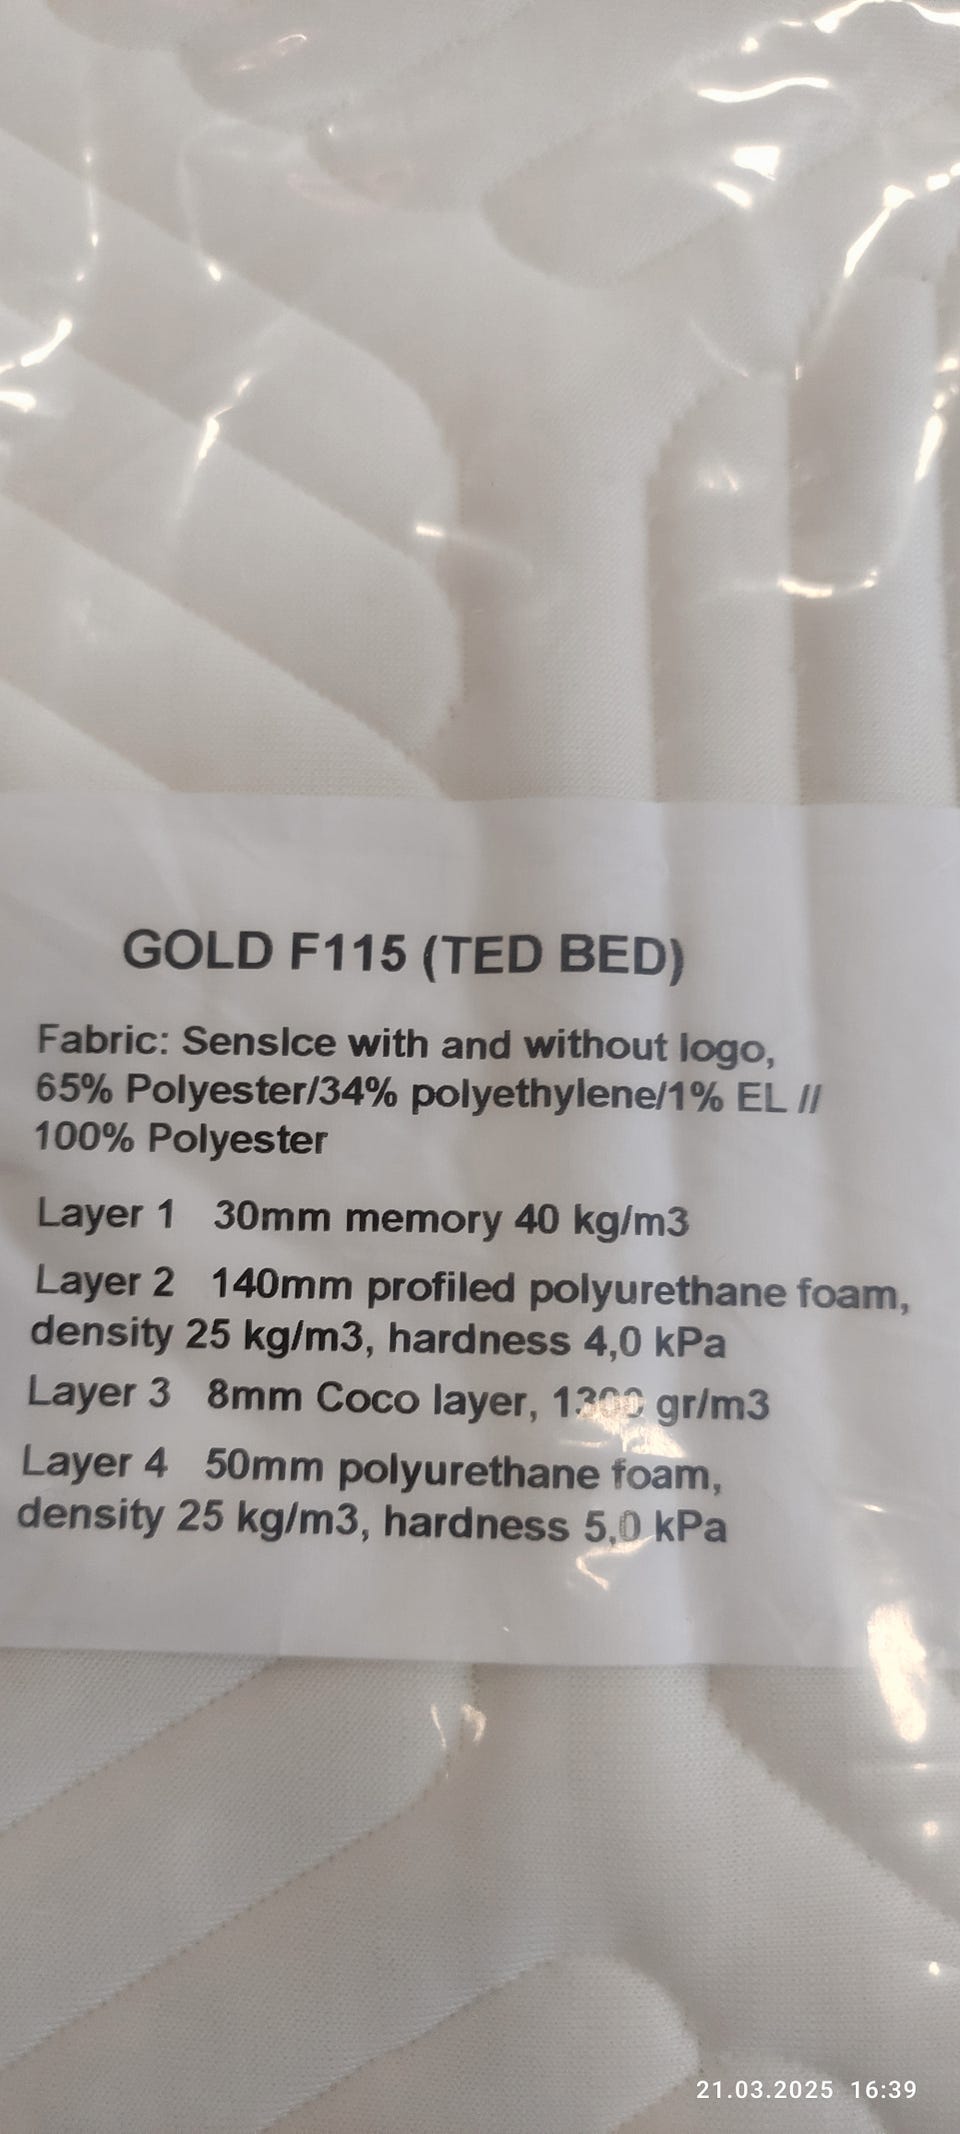 GOLD F115 (TED BED)
Fabric: SensIce with and without logo,
65% Polyester/34% polyethylene/1% EL //
100% Polyester
Layer 1 30mm memory 40 kg/m3
Layer 2 140mm profiled polyurethane foam,
density 25 kg/m3, hardness 4,0 kPa
Layer 3 8mm Coco layer, 1300 gr/m3
Layer 4 50mm polyurethane foam,
density 25 kg/m3, hardness 5,0 kPa
21.03.2025 16:39